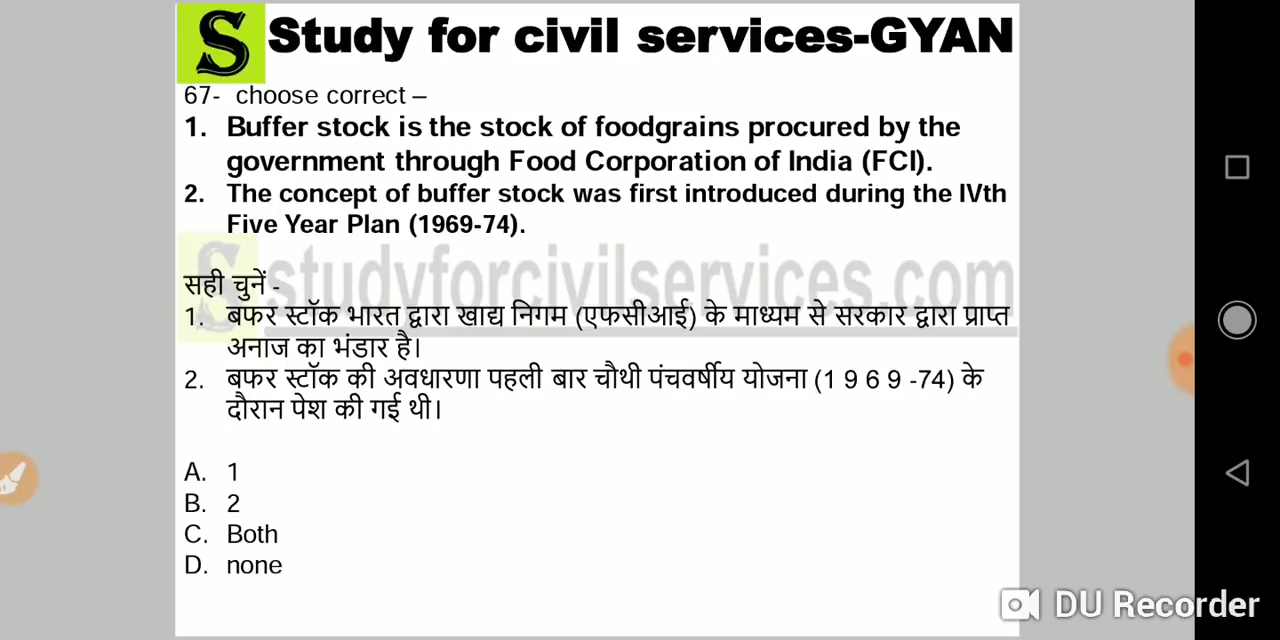 S Study for civil services-GYAN
67- choose correct –
1. Buffer stock is the stock of foodgrains procured by the
government through Food Corporation of India (FCI).
2. The concept of buffer stock was first introduced during the IVth
Five Year Plan (1969-74).
S studyforcivilservices.com
सही चुनें -
1. बफर स्टॉक भारत द्वारा खाद्य निगम (एफसीआई) के माध्यम से सरकार द्वारा प्राप्त
अनाज का भंडार है।
2. बफर स्टॉक की अवधारणा पहली बार चौथी पंचवर्षीय योजना (1 9 6 9 -74) के
दौरान पेश की गई थी।
A. 1
B. 2
C. Both
D. none
DU Recorder